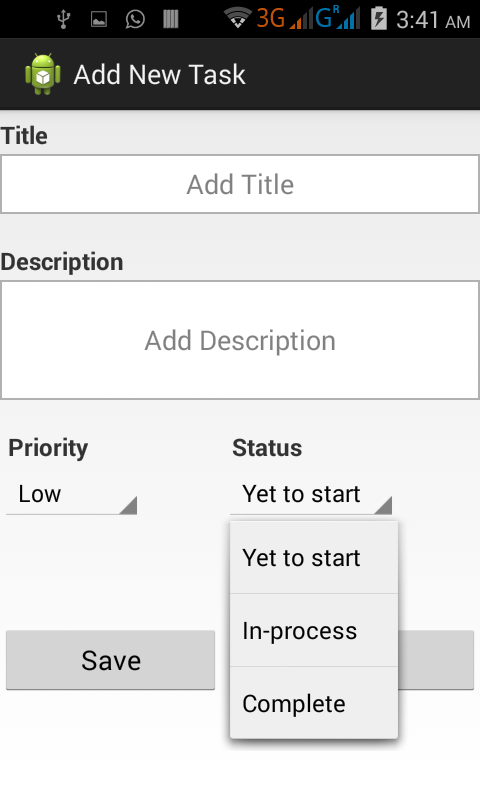 3G G R 3:41 AM
Add New Task
Title
Add Title
Description
Add Description
Priority Status
Low Yet to start
Yet to start
In-process
Save
Complete